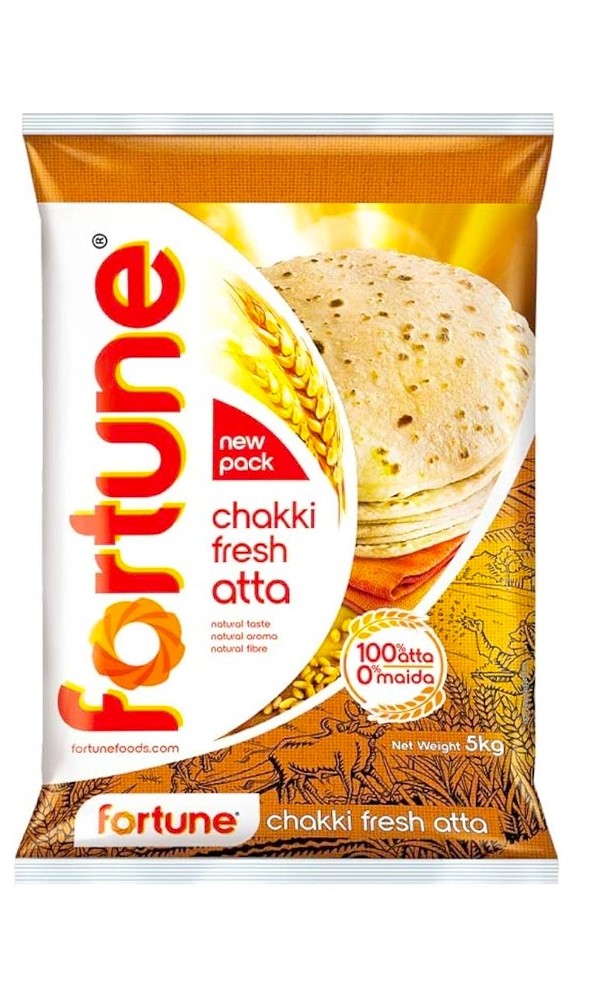 fortune®
new
pack
chakki
fresh
atta
natural taste
natural aroma
natural fibre
100% atta
0% maida
fortunefoods.com
Net Weight 5kg
fortune®
chakki fresh atta